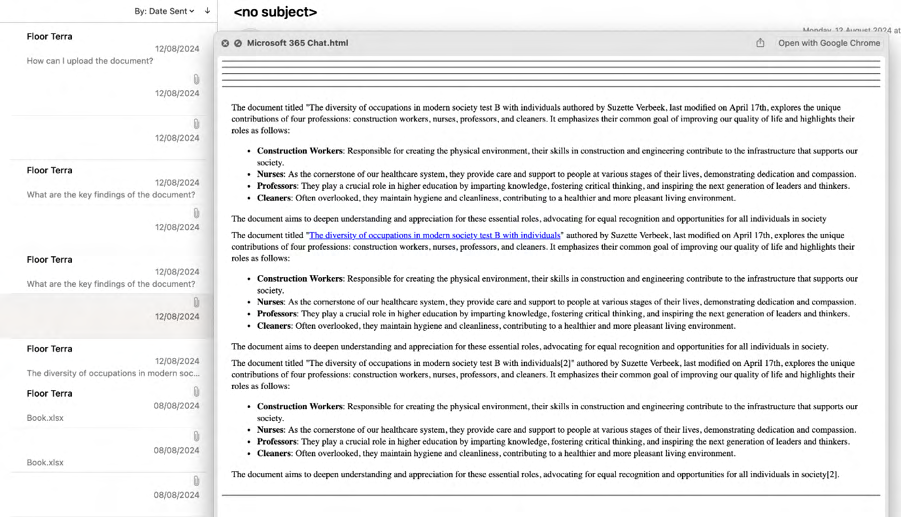 By: Date Sent
<no subject>
Monday, 12 August 2024 at
Floor Terra
12/08/2024
How can I upload the document?
12/08/2024
12/08/2024
Floor Terra
12/08/2024
What are the key findings of the document?
12/08/2024
Floor Terra
12/08/2024
What are the key findings of the document?
12/08/2024
Floor Terra
12/08/2024
The diversity of occupations in modern soc...
Floor Terra
08/08/2024
Book.xlsx
08/08/2024
Book.xlsx
08/08/2024
Microsoft 365 Chat.html
Open with Google Chrome
The document titled "The diversity of occupations in modern society test B with individuals authored by Suzette Verbeek, last modified on April 17th, explores the unique
contributions of four professions: construction workers, nurses, professors, and cleaners. It emphasizes their common goal of improving our quality of life and highlights their
roles as follows:
• Construction Workers: Responsible for creating the physical environment, their skills in construction and engineering contribute to the infrastructure that supports our
society.
• Nurses: As the cornerstone of our healthcare system, they provide care and support to people at various stages of their lives, demonstrating dedication and compassion.
• Professors: They play a crucial role in higher education by imparting knowledge, fostering critical thinking, and inspiring the next generation of leaders and thinkers.
• Cleaners: Often overlooked, they maintain hygiene and cleanliness, contributing to a healthier and more pleasant living environment.
The document aims to deepen understanding and appreciation for these essential roles, advocating for equal recognition and opportunities for all individuals in society
The document titled "The diversity of occupations in modern society test B with individuals" authored by Suzette Verbeek, last modified on April 17th, explores the unique
contributions of four professions: construction workers, nurses, professors, and cleaners. It emphasizes their common goal of improving our quality of life and highlights their
roles as follows:
• Construction Workers: Responsible for creating the physical environment, their skills in construction and engineering contribute to the infrastructure that supports our
society.
• Nurses: As the cornerstone of our healthcare system, they provide care and support to people at various stages of their lives, demonstrating dedication and compassion.
• Professors: They play a crucial role in higher education by imparting knowledge, fostering critical thinking, and inspiring the next generation of leaders and thinkers.
• Cleaners: Often overlooked, they maintain hygiene and cleanliness, contributing to a healthier and more pleasant living environment.
The document aims to deepen understanding and appreciation for these essential roles, advocating for equal recognition and opportunities for all individuals in society.
The document titled "The diversity of occupations in modern society test B with individuals[2]" authored by Suzette Verbeek, last modified on April 17th, explores the unique
contributions of four professions: construction workers, nurses, professors, and cleaners. It emphasizes their common goal of improving our quality of life and highlights their
roles as follows:
• Construction Workers: Responsible for creating the physical environment, their skills in construction and engineering contribute to the infrastructure that supports our
society.
• Nurses: As the cornerstone of our healthcare system, they provide care and support to people at various stages of their lives, demonstrating dedication and compassion.
• Professors: They play a crucial role in higher education by imparting knowledge, fostering critical thinking, and inspiring the next generation of leaders and thinkers.
• Cleaners: Often overlooked, they maintain hygiene and cleanliness, contributing to a healthier and more pleasant living environment.
The document aims to deepen understanding and appreciation for these essential roles, advocating for equal recognition and opportunities for all individuals in society[2].